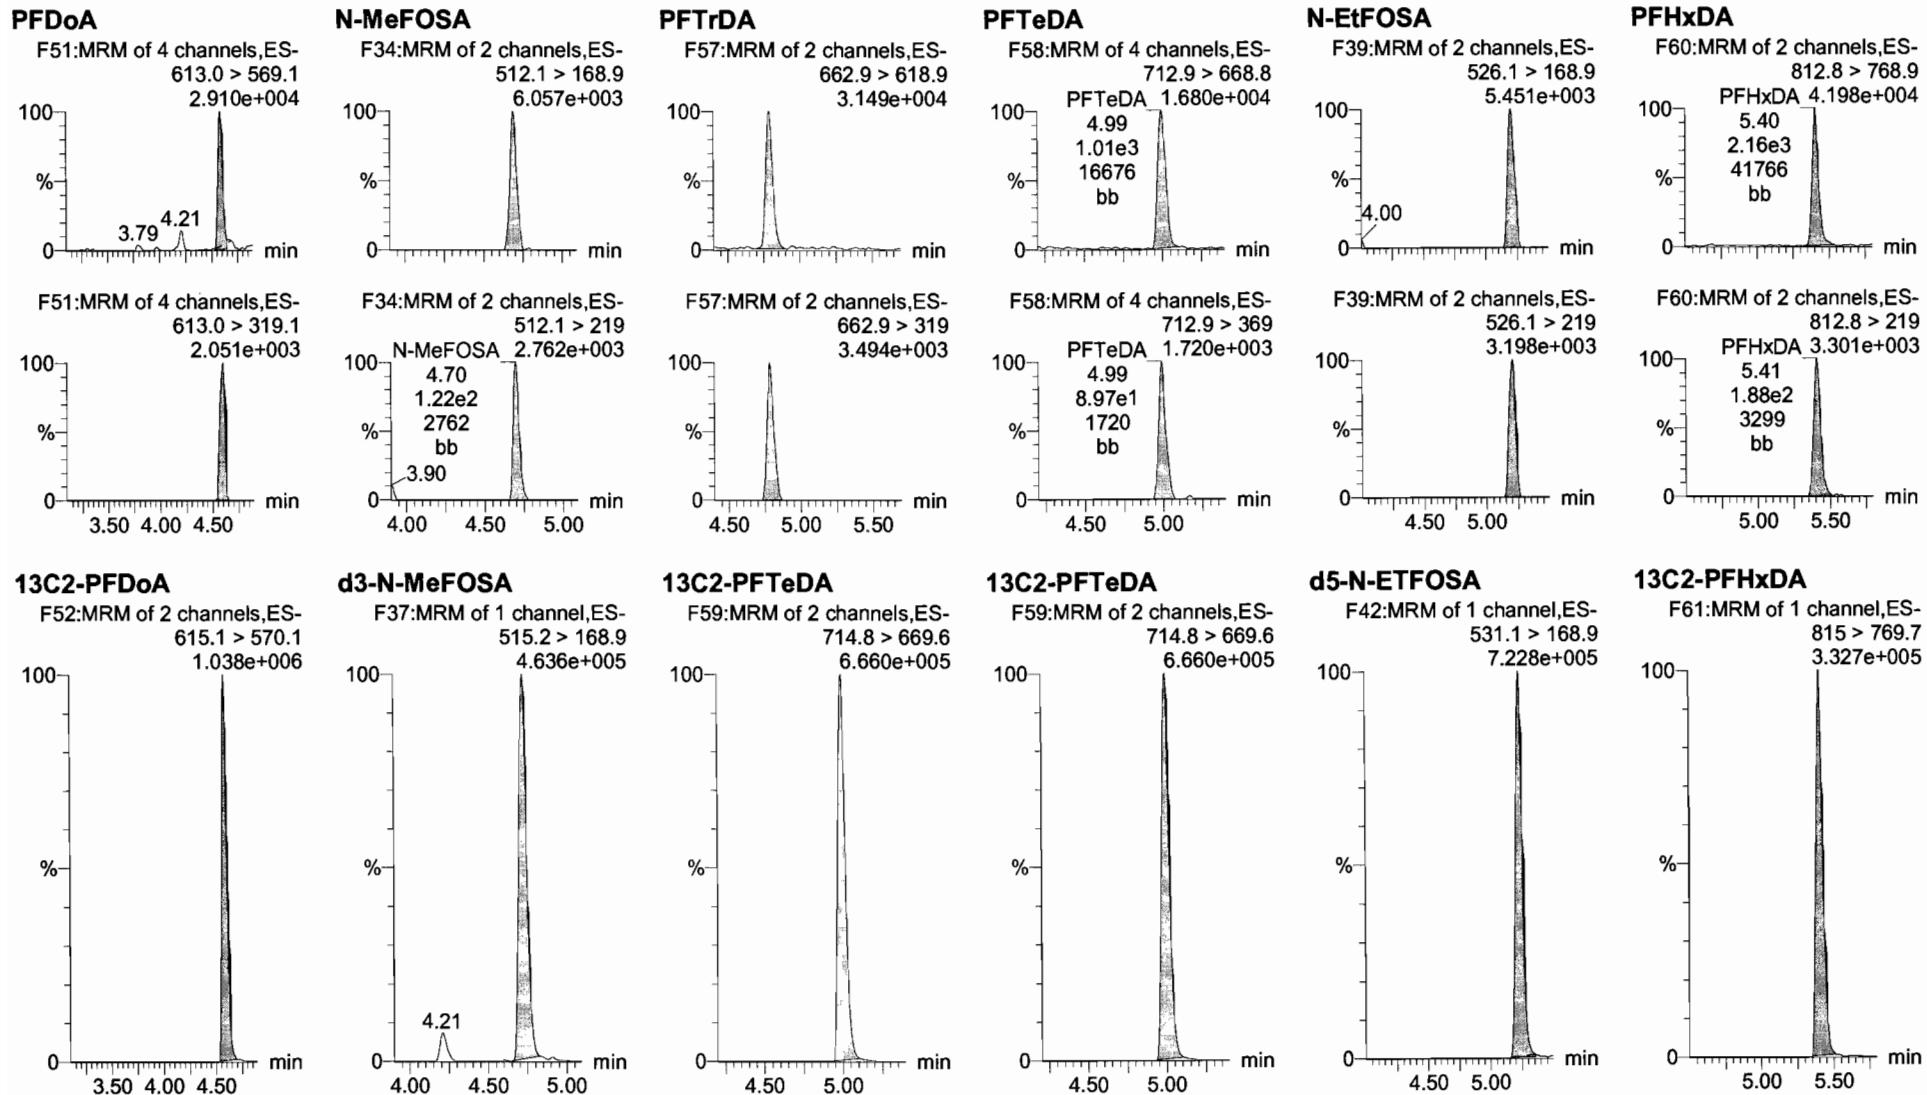 PFDoA
F51:MRM of 4 channels,ES-
613.0 > 569.1
2.910e+004
100
%
0
3.79
4.21
min
N-MeFOSA
F34:MRM of 2 channels,ES-
512.1 > 168.9
6.057e+003
100
%
0
min
PFTrDA
F57:MRM of 2 channels,ES-
662.9 > 618.9
3.149e+004
100
%
0
min
PFTeDA
F58:MRM of 4 channels,ES-
712.9 > 668.8
PFTeDA 1.680e+004
100
4.99
1.01e3
16676
bb
%
0
min
N-EtFOSA
F39:MRM of 2 channels,ES-
526.1 > 168.9
5.451e+003
100
%
4.00
0
min
PFHxDA
F60:MRM of 2 channels,ES-
812.8 > 768.9
PFHxDA 4.198e+004
100
5.40
2.16e3
41766
bb
%
0
min
F51:MRM of 4 channels,ES-
613.0 > 319.1
2.051e+003
100
%
0
min
3.50 4.00 4.50
F34:MRM of 2 channels,ES-
512.1 > 219
N-MeFOSA 2.762e+003
100
4.70
1.22e2
2762
bb
%
3.90
0
min
4.00 4.50 5.00
F57:MRM of 2 channels,ES-
662.9 > 319
3.494e+003
100
%
0
min
4.50 5.00 5.50
F58:MRM of 4 channels,ES-
712.9 > 369
PFTeDA 1.720e+003
100
4.99
8.97e1
1720
bb
%
0
min
4.50 5.00
F39:MRM of 2 channels,ES-
526.1 > 219
3.198e+003
100
%
0
min
4.50 5.00
F60:MRM of 2 channels,ES-
812.8 > 219
PFHxDA 3.301e+003
100
5.41
1.88e2
3299
bb
%
0
min
5.00 5.50
13C2-PFDoA
F52:MRM of 2 channels,ES-
615.1 > 570.1
1.038e+006
100
%
0
min
3.50 4.00 4.50
d3-N-MeFOSA
F37:MRM of 1 channel,ES-
515.2 > 168.9
4.636e+005
100
%
4.21
0
min
4.00 4.50 5.00
13C2-PFTeDA
F59:MRM of 2 channels,ES-
714.8 > 669.6
6.660e+005
100
%
0
min
4.50 5.00
13C2-PFTeDA
F59:MRM of 2 channels,ES-
714.8 > 669.6
6.660e+005
100
%
0
min
4.50 5.00
d5-N-ETFOSA
F42:MRM of 1 channel,ES-
531.1 > 168.9
7.228e+005
100
%
0
min
4.50 5.00
13C2-PFHxDA
F61:MRM of 1 channel,ES-
815 > 769.7
3.327e+005
100
%
0
min
5.00 5.50